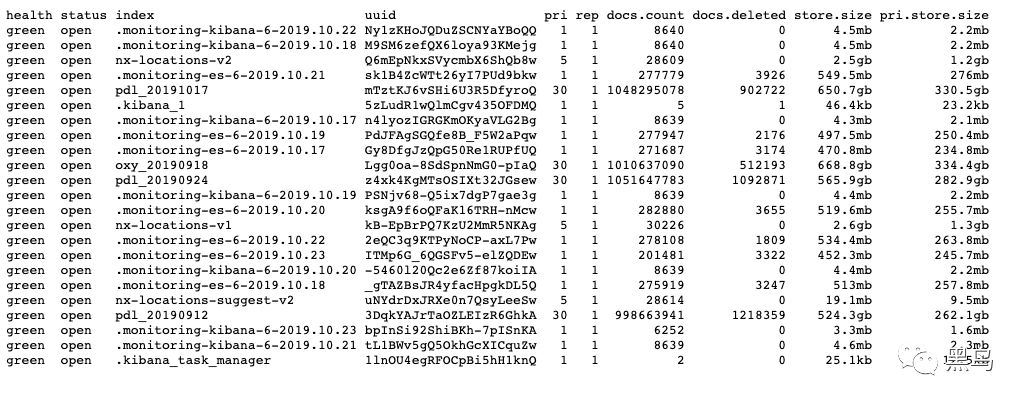 health status index uuid pri rep docs.count docs.deleted store.size pri.store.size
green open .monitoring-kibana-6-2019.10.22 Ny1zKHoJQDuZSCNYaYBoQQ 1 1 8640 0 4.5mb 2.2mb
green open .monitoring-kibana-6-2019.10.18 M9SM6zefQX6loya93KMejg 1 1 8640 0 4.5mb 2.2mb
green open nx-locations-v2 Q6mEpNkxSVycmbX6ShQb8w 5 1 28609 0 2.5gb 1.2gb
green open .monitoring-es-6-2019.10.21 sk1B4ZcWTt26yI7PUd9bkw 1 1 277779 3926 549.5mb 276mb
green open pdl_20191017 mTztKJ6vSHi6U3R5DfyroQ 30 1 1048295078 902722 650.7gb 330.5gb
green open .kibana_1 5zLudR1wQlmCgv435OFDMQ 1 1 5 1 46.4kb 23.2kb
green open .monitoring-kibana-6-2019.10.17 n4lyozIGRGKmOKyaVLG2Bg 1 1 8639 0 4.3mb 2.1mb
green open .monitoring-es-6-2019.10.19 PdJFAgSGQfe8B_F5W2aPqw 1 1 277947 2176 497.5mb 250.4mb
green open .monitoring-es-6-2019.10.17 Gy8DfgJzQpG50Re1RUPfUQ 1 1 271687 3174 470.8mb 234.8mb
green open oxy_20190918 Lgg0oa-8SdSpnNmG0-pIaQ 30 1 1010637090 512193 668.8gb 334.4gb
green open pdl_20190924 z4xk4KgMTsOSIXt32JGsew 30 1 1051647783 1092871 565.9gb 282.9gb
green open .monitoring-kibana-6-2019.10.19 PSNjv68-Q5ix7dgP7gae3g 1 1 8639 0 4.4mb 2.2mb
green open .monitoring-es-6-2019.10.20 ksgA9f6oQFaK16TRH-nMcw 1 1 282880 3655 519.6mb 255.7mb
green open nx-locations-v1 kB-EpBrPQ7KzU2MmR5NKAg 5 1 30226 0 2.6gb 1.3gb
green open .monitoring-es-6-2019.10.22 2eQC3q9KTPyNoCP-axL7Pw 1 1 278108 1809 534.4mb 263.8mb
green open .monitoring-es-6-2019.10.23 ITMp6G_6QGSFv5-elZQDEw 1 1 201481 3322 452.3mb 245.7mb
green open .monitoring-kibana-6-2019.10.20 -5460l20Qc2e6Zf87koiIA 1 1 8639 0 4.4mb 2.2mb
green open .monitoring-es-6-2019.10.18 _gTAZBsJR4yfacHpgkDL5Q 1 1 275919 3247 513mb 257.8mb
green open nx-locations-suggest-v2 uNYdrDxJRXe0n7QsyLeeSw 5 1 28614 0 19.1mb 9.5mb
green open pdl_20190912 3DqkYAJrTaOZLEIzR6GhkA 30 1 998663941 1218359 524.3gb 262.1gb
green open .monitoring-kibana-6-2019.10.23 bpInSi92ShiBKh-7pISnKA 1 1 6252 0 3.3mb 1.6mb
green open .monitoring-kibana-6-2019.10.21 tLlBWv5gQ5OkhGcXICquZw 1 1 8639 0 4.6mb 2.3mb
green open .kibana_task_manager 1lnOU4egRFOCpBi5hHlknQ 1 1 2 0 25.1kb
黑鸟